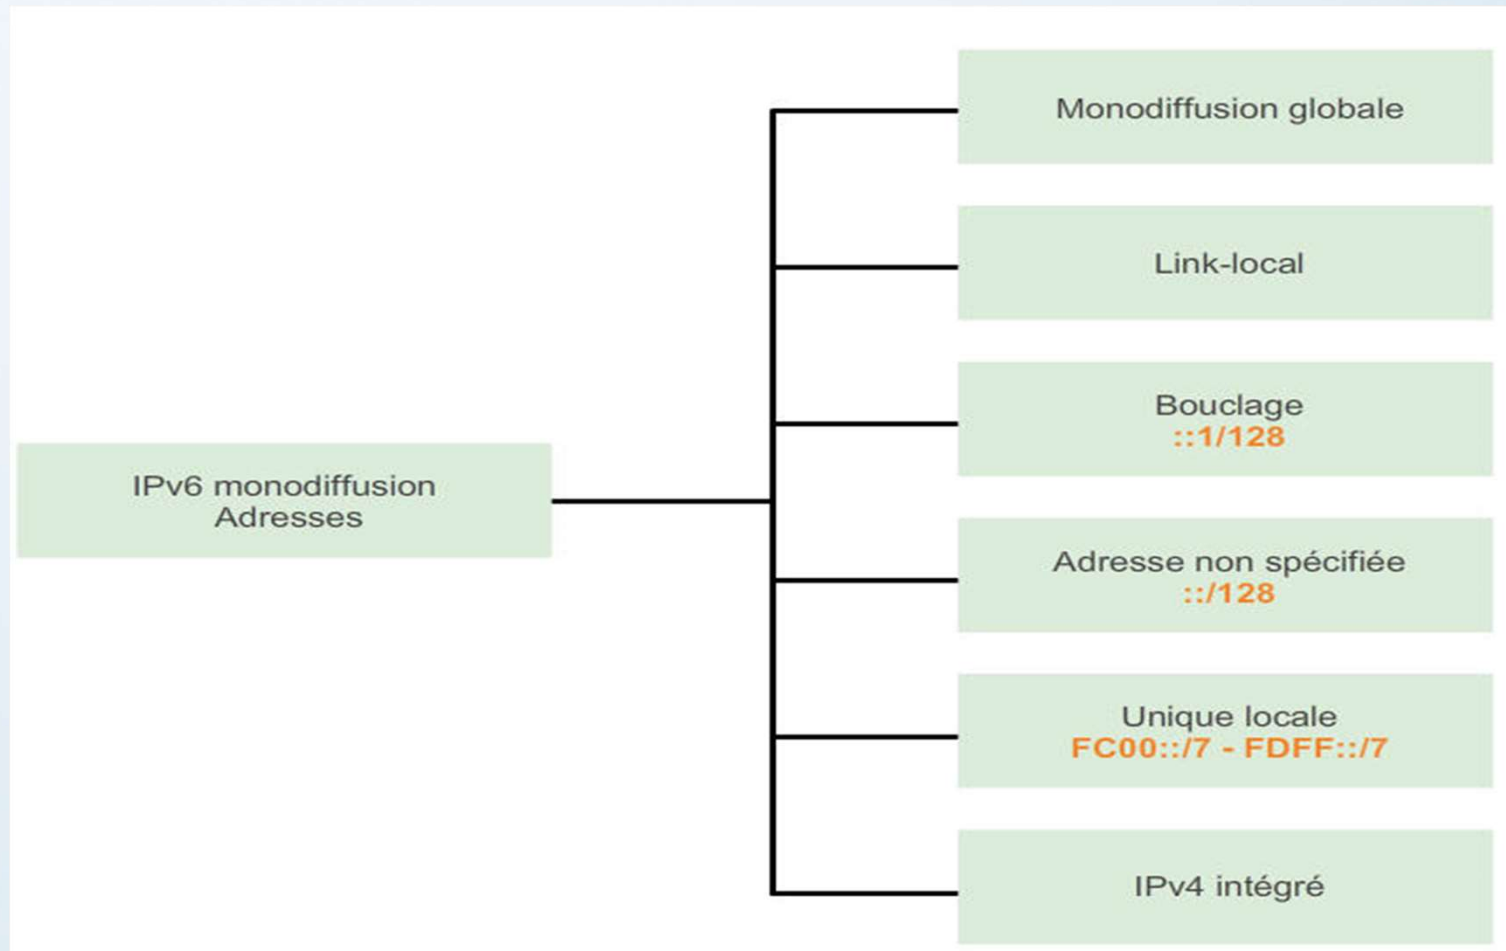 IPv6 monodiffusion
Adresses
Monodiffusion globale
Link-local
Bouclage
::1/128
Adresse non spécifiée
::/128
Unique locale
FC00::/7 - FDFF::/7
IPv4 intégré